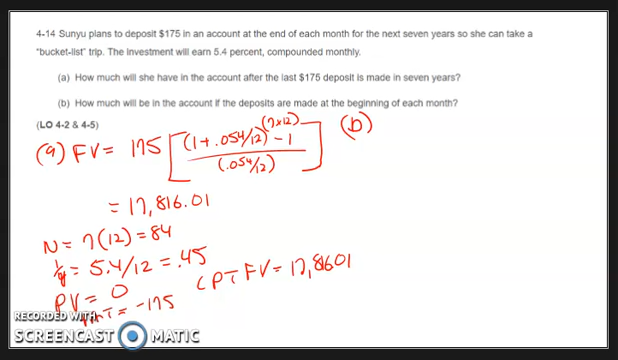 4-14 Sunyu plans to deposit $175 in an account at the end of each month for the next seven years so she can take a
"bucket-list" trip. The investment will earn 5.4 percent, compounded monthly.
(a) How much will she have in the account after the last $175 deposit is made in seven years?
(b) How much will be in the account if the deposits are made at the beginning of each month?
(LO 4-2 & 4-5)
(a) FV = 175 [ (1 + .054/12)^(7x12) - 1 / (.054/12) ] (b)
= 17,816.01
N = 7(12) = 84
I/Y = 5.4/12 = .45
PV = 0 CPT FV = 17,81601
PMT = -175
RECORDED WITH
SCREENCAST MATIC